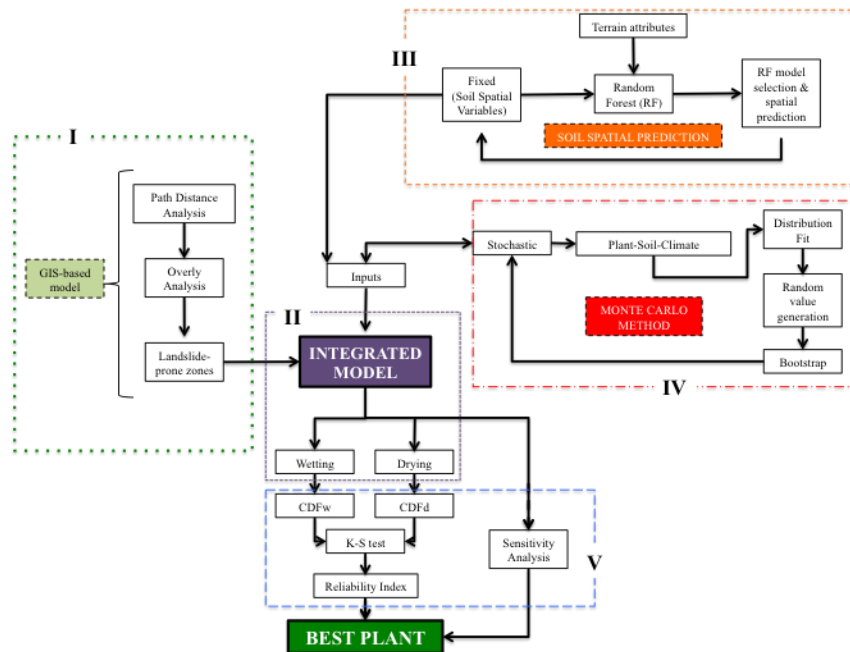 Terrain attributes
III
Fixed
(Soil Spatial
Variables)
Random
Forest (RF)
RF model
selection &
spatial
prediction
SOIL SPATIAL PREDICTION
I
Path Distance
Analysis
GIS-based
model
Overly
Analysis
Landslide-
prone zones
Inputs
Stochastic
Plant-Soil-Climate
Distribution
Fit
Random
value
generation
MONTE CARLO
METHOD
Bootstrap
IV
II
INTEGRATED
MODEL
Wetting
Drying
CDFw
CDFd
K-S test
Sensitivity
Analysis
V
Reliability Index
BEST PLANT